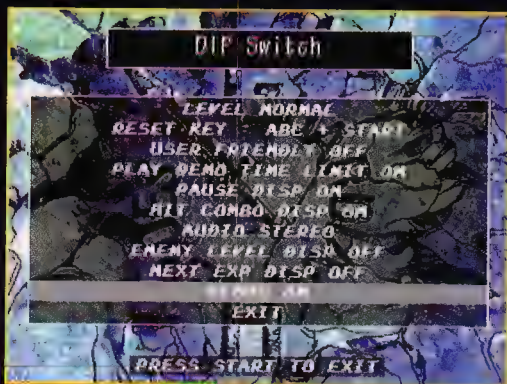 DIP Switch
LEVEL NORMAL
RESET KEY - ABC + START
USER FRIENDLY OFF
PLAY DEMO TIME LIMIT ON
PAUSE DISP ON
HIT COMBO DISP ON
AUDIO STEREO
ENEMY LEVEL DISP OFF
NEXT EXP DISP OFF
EXIT
PRESS START TO EXIT